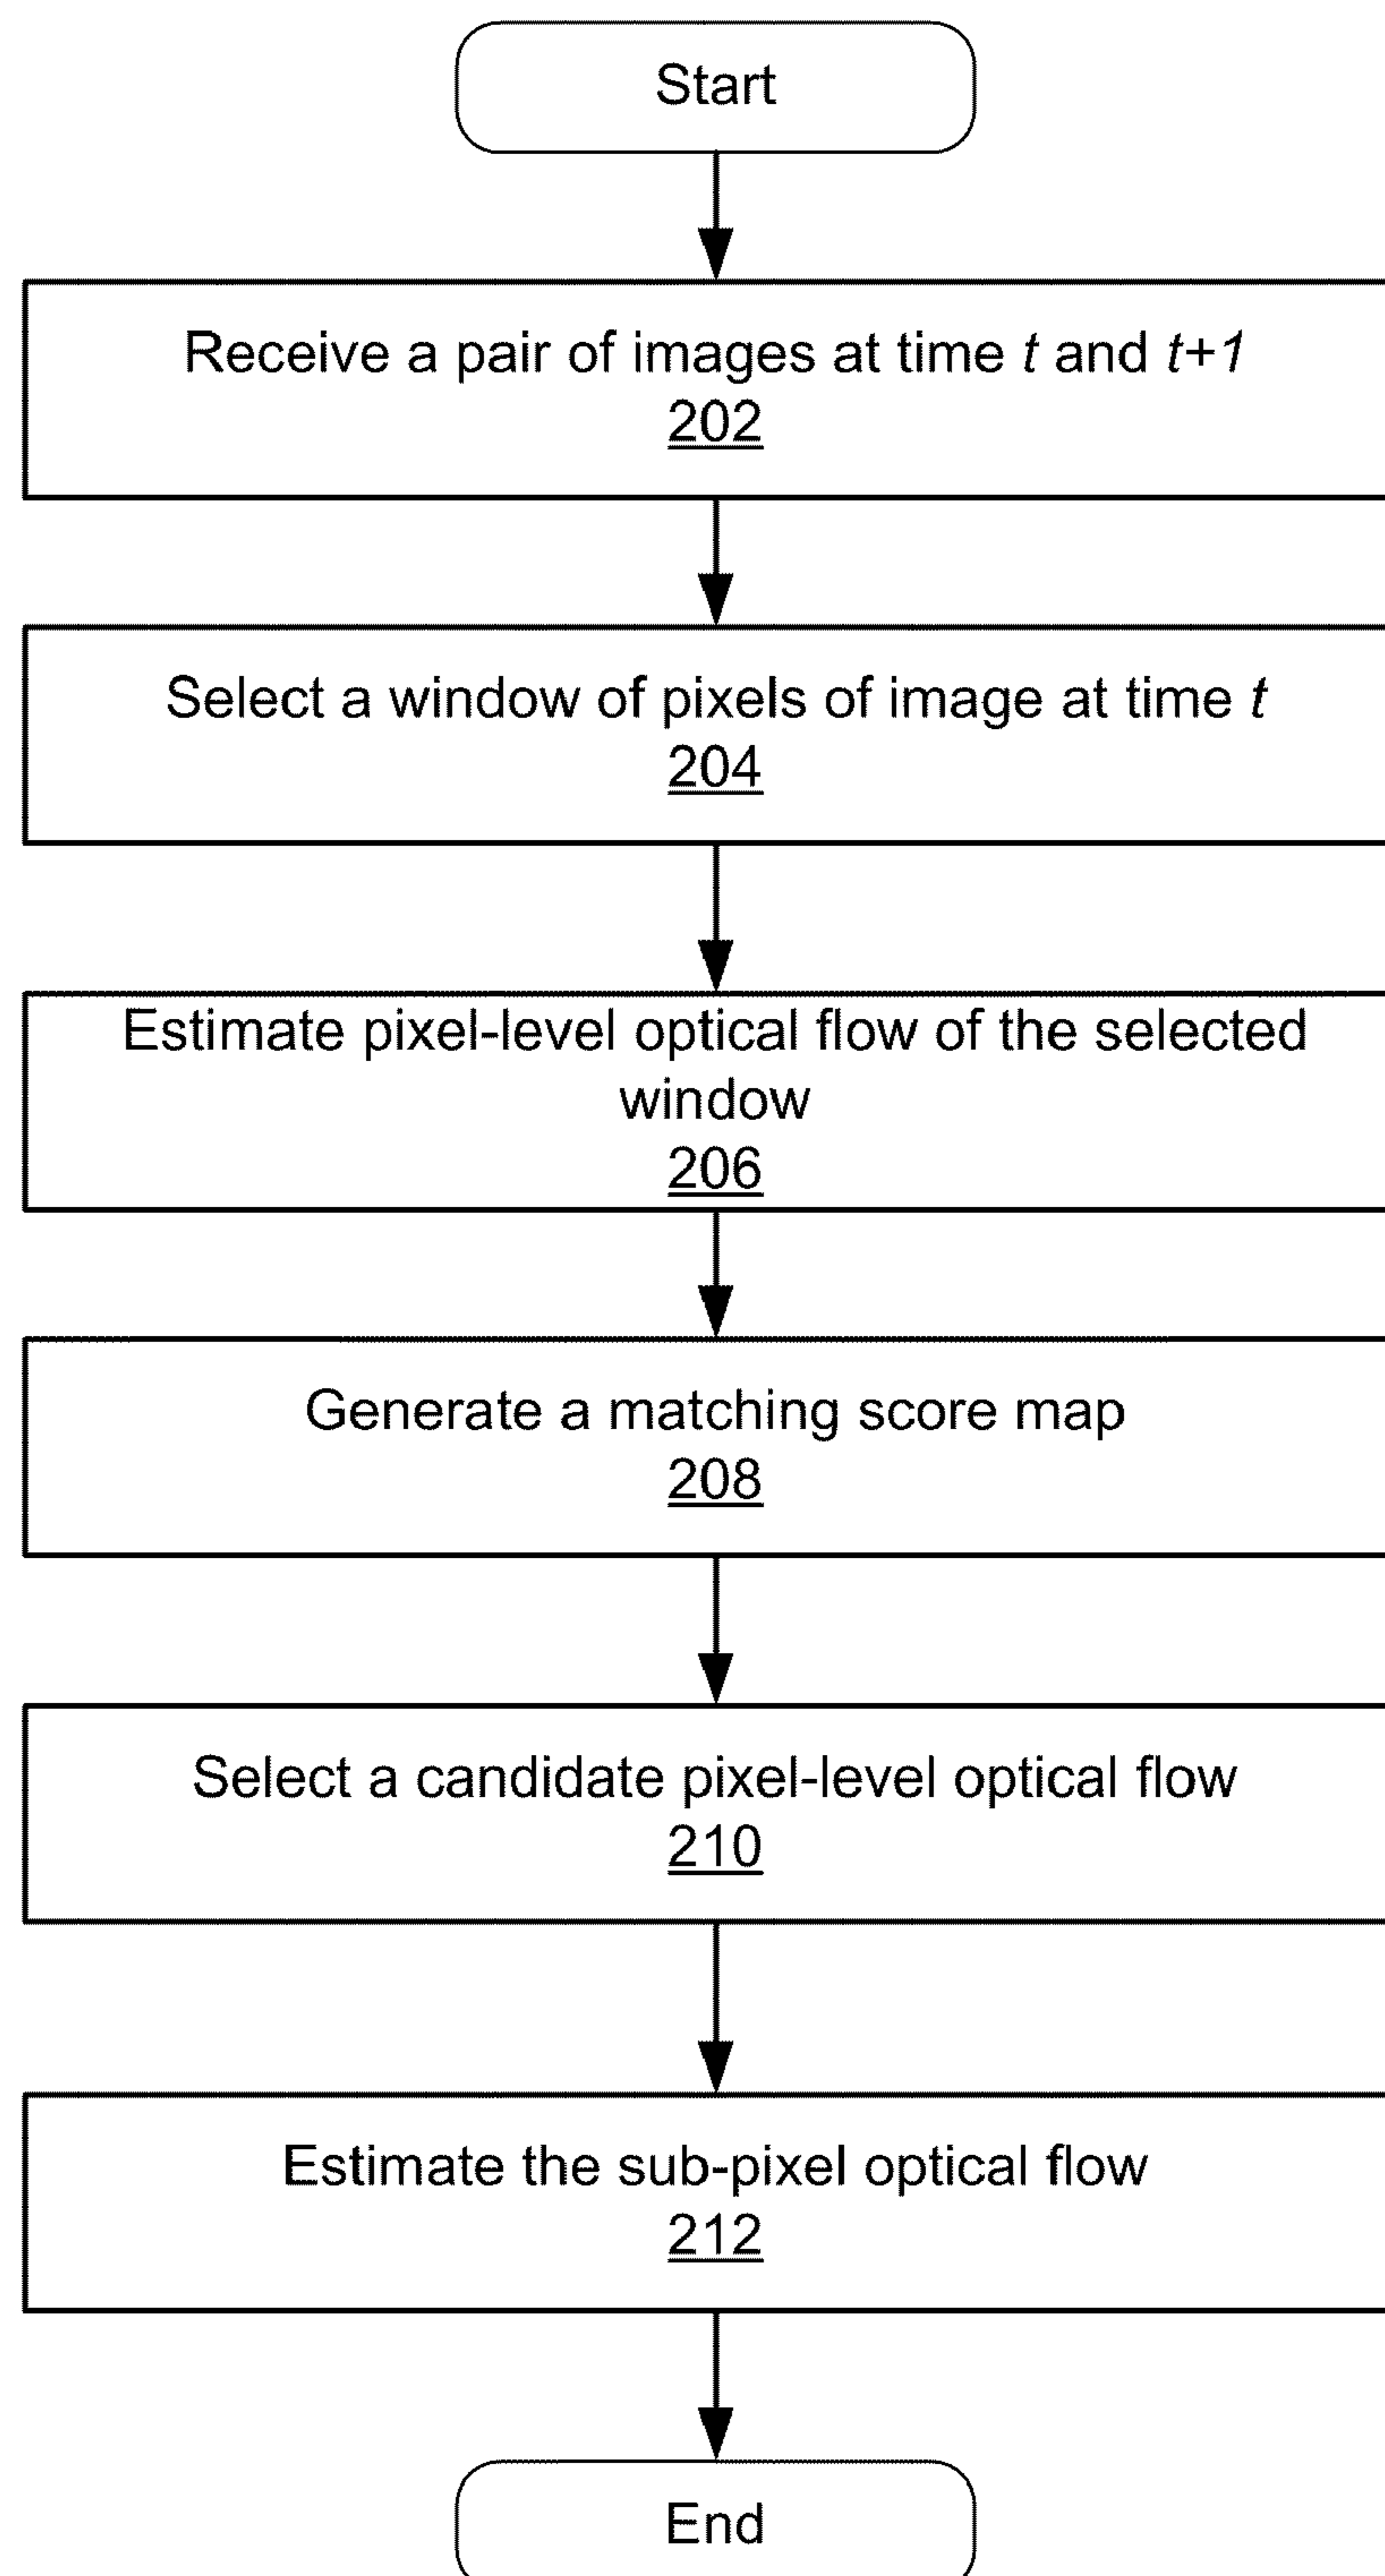 Start
Receive a pair of images at time t and t+1
202
Select a window of pixels of image at time t
204
Estimate pixel-level optical flow of the selected
window
206
Generate a matching score map
208
Select a candidate pixel-level optical flow
210
Estimate the sub-pixel optical flow
212
End